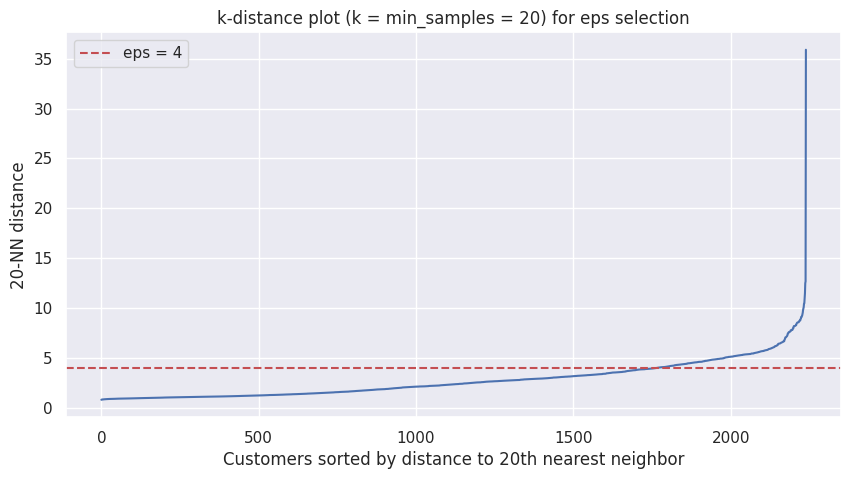 k-distance plot (k = min_samples = 20) for eps selection
eps = 4
35
30
25
20
15
10
5
0
20-NN distance
0 500 1000 1500 2000
Customers sorted by distance to 20th nearest neighbor